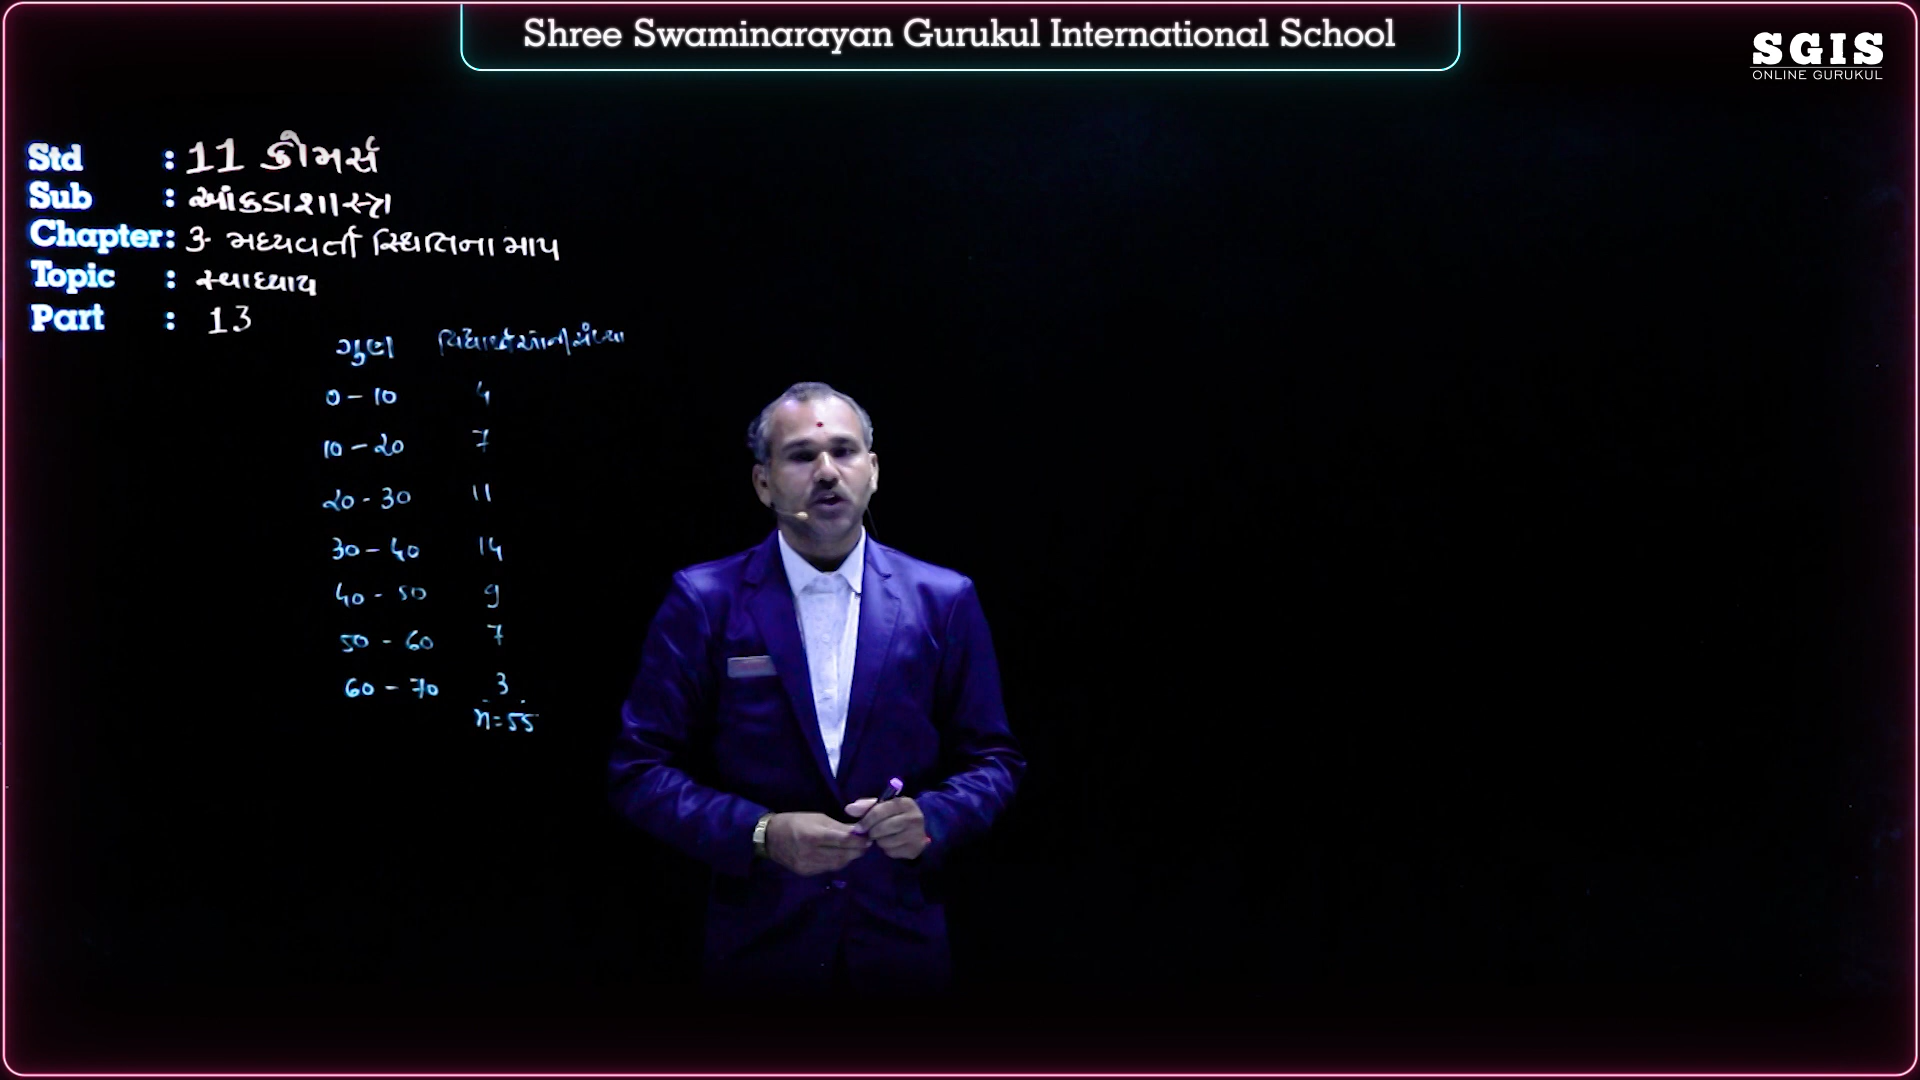 Shree Swaminarayan Gurukul International School
SGIS
ONLINE GURUKUL
Std : 11 કોમર્સ
Sub : આંકડાશાસ્ત્ર
Chapter: 3- મધ્યવર્તી સ્થિતિના માપ
Topic : સ્વાધ્યાય
Part : 13
ગુણ વિદ્યાર્થીઓની સંખ્યા
0 - 10 4
10 - 20 7
20 - 30 11
30 - 40 14
40 - 50 9
50 - 60 7
60 - 70 3
n = 55